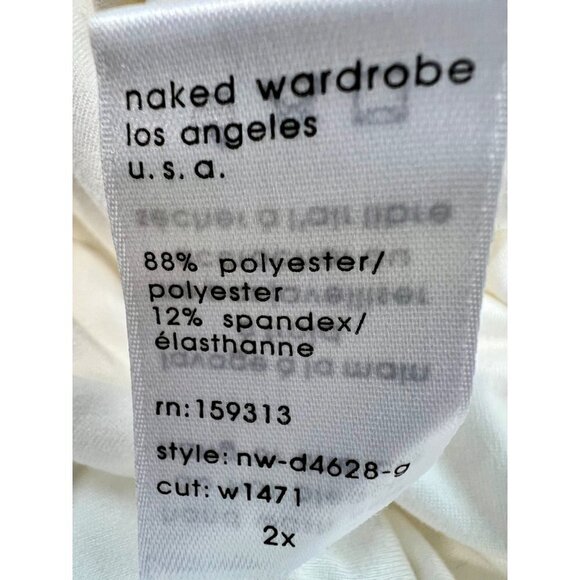 naked wardrobe
los angeles
u.s.a.
88% polyester/
polyester
12% spandex/
élasthanne
rn:159313
style: nw-d4628-g
cut: w1471
2x